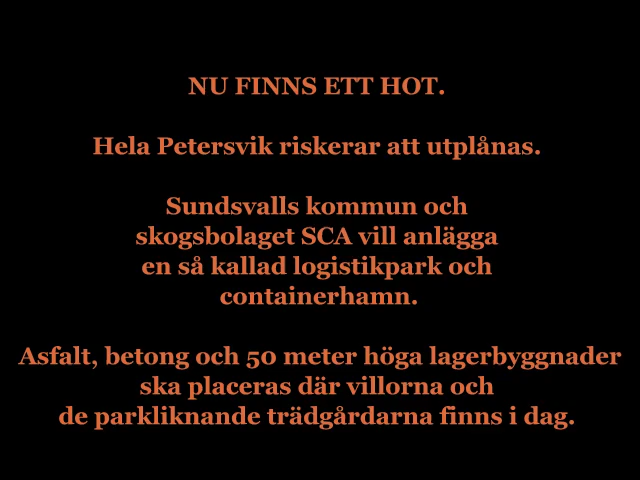 NU FINNS ETT HOT.
Hela Petersvik riskerar att utplånas.
Sundsvalls kommun och
skogsbolaget SCA vill anlägga
en så kallad logistikpark och
containerhamn.
Asfalt, betong och 50 meter höga lagerbyggnader
ska placeras där villorna och
de parkliknande trädgårdarna finns i dag.